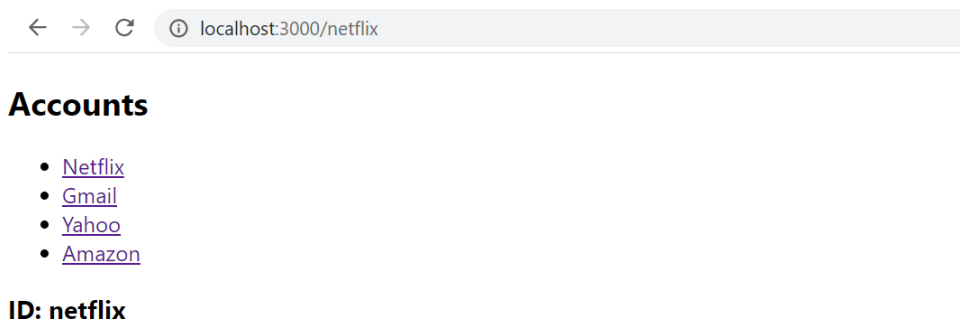 localhost:3000/netflix
Accounts
Netflix
Gmail
Yahoo
Amazon
ID: netflix